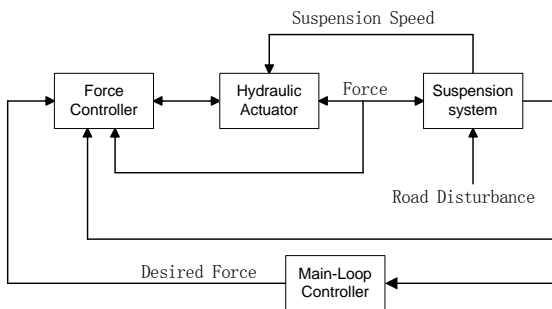 Suspension Speed
Force
Controller
Hydraulic
Actuator
Force
Suspension
system
Road Disturbance
Desired Force
Main-Loop
Controller